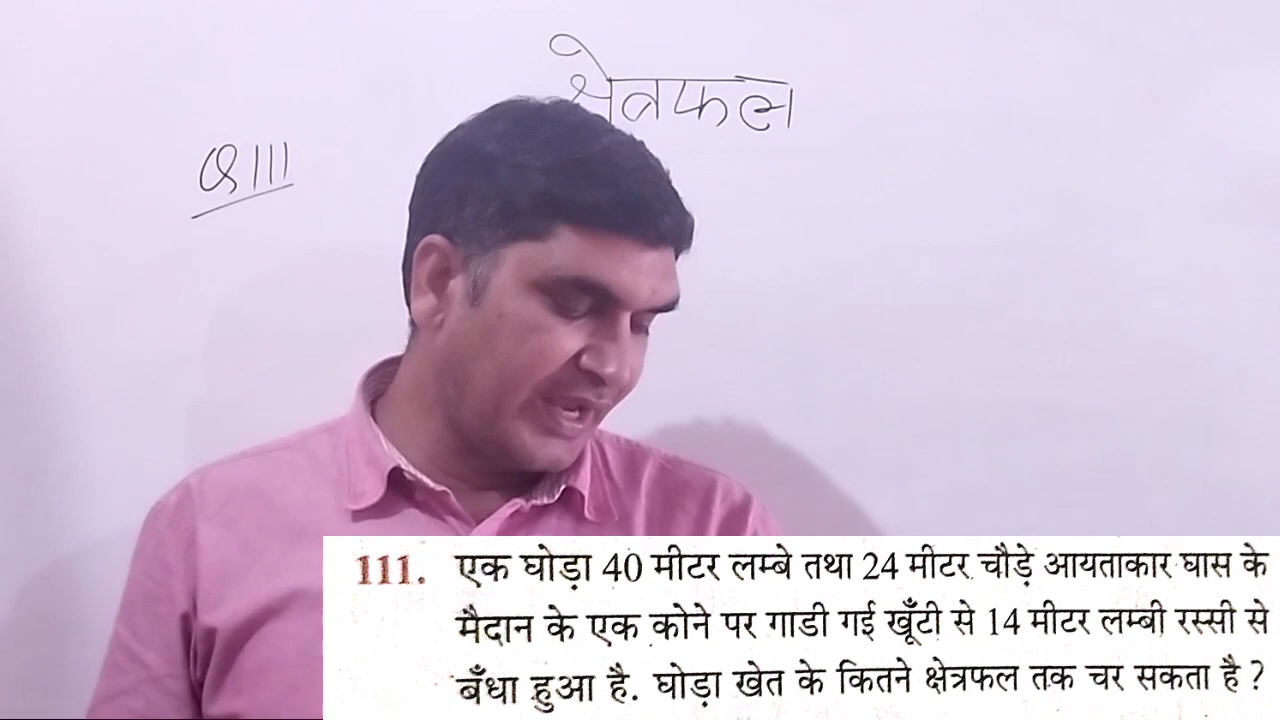 क्षेत्रफल
Q111
111. एक घोड़ा 40 मीटर लम्बे तथा 24 मीटर चौड़े आयताकार घास के
मैदान के एक कोने पर गाडी गई खूँटी से 14 मीटर लम्बी रस्सी से
बँधा हुआ है. घोड़ा खेत के कितने क्षेत्रफल तक चर सकता है ?